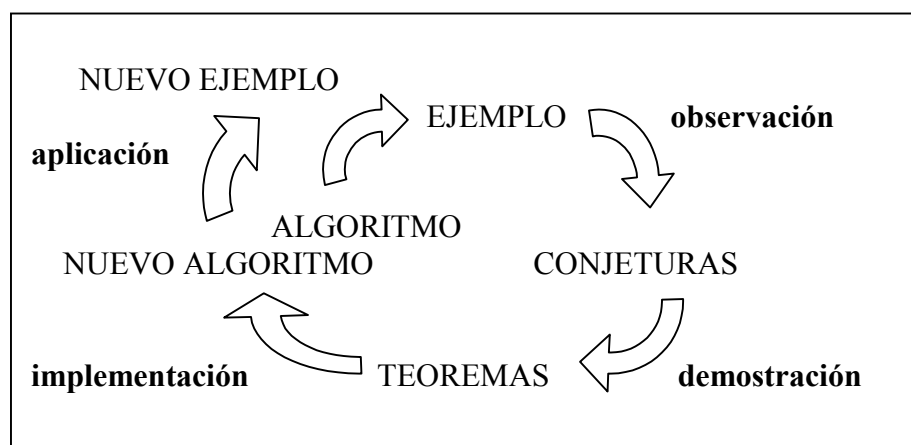 NUEVO EJEMPLO
EJEMPLO
observación
aplicación
ALGORITMO
NUEVO ALGORITMO
CONJETURAS
implementación
TEOREMAS
demostración